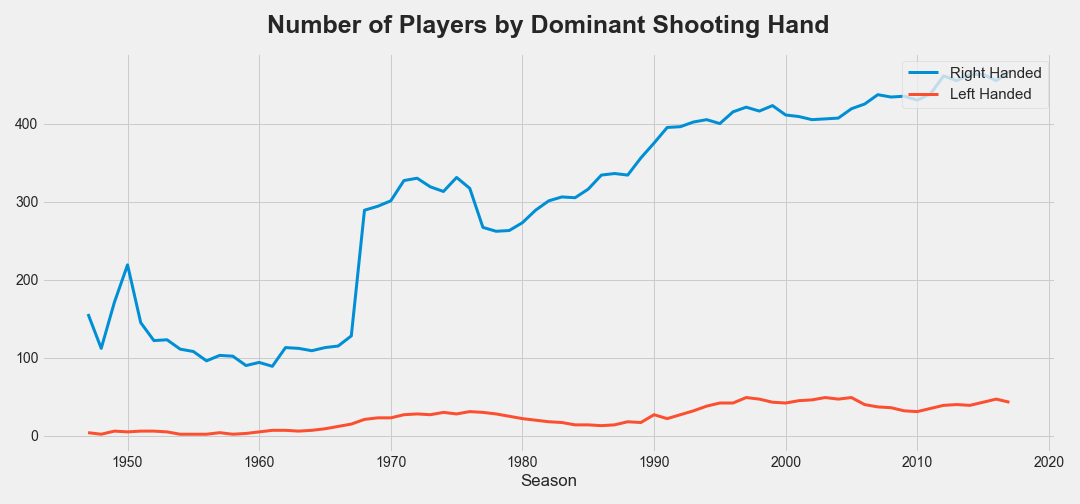 Number of Players by Dominant Shooting Hand
Right Handed
Left Handed
400
300
200
100
0
1950 1960 1970 1980 1990 2000 2010 2020
Season